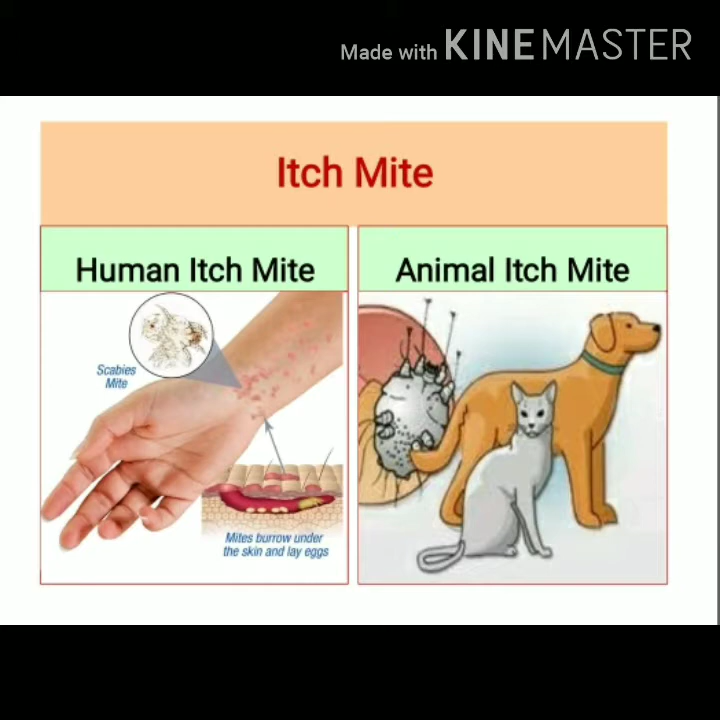 Made with KINEMASTER
Itch Mite
Human Itch Mite
Animal Itch Mite
Scabies
Mite
Mites burrow under
the skin and lay eggs